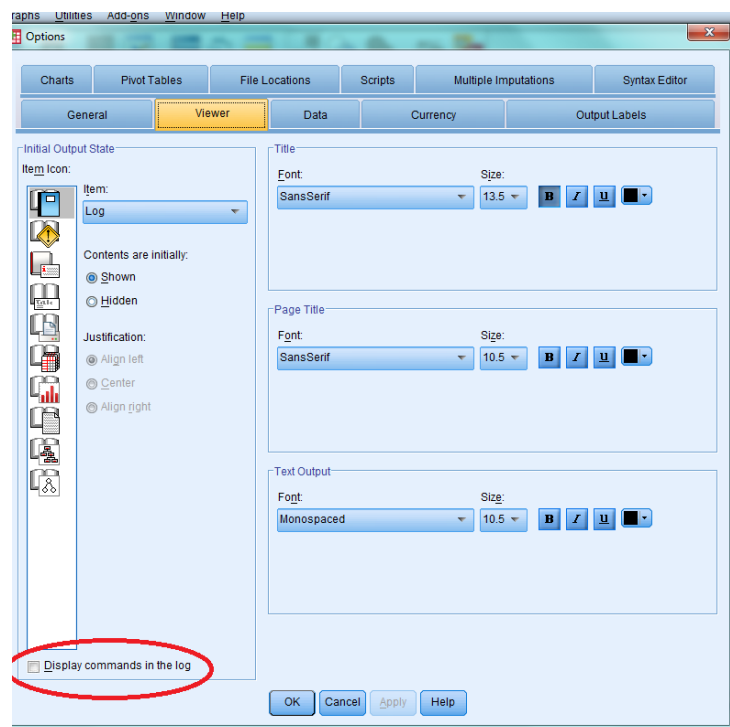 raphs Utilities Add-ons Window Help
Options
x
Charts Pivot Tables File Locations Scripts Multiple Imputations Syntax Editor
General Viewer Data Currency Output Labels
Initial Output State
Item Icon:
Item:
Log
Contents are initially:
Shown
Hidden
Justification:
Align left
Center
Align right
Title
Display commands in the log
Title
Font: Size:
SansSerif 13.5 B I u
Page Title
Font: Size:
SansSerif 10.5 B I u
Text Output
Font: Size:
Monospaced 10.5 B I u
OK Cancel Apply Help